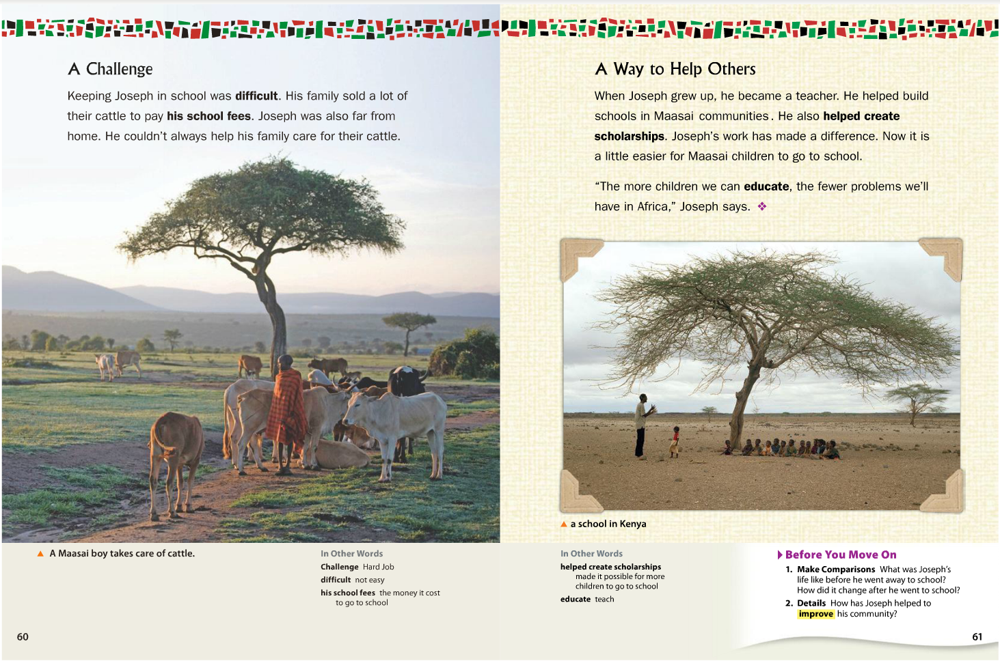 A Challenge
Keeping Joseph in school was difficult. His family sold a lot of
their cattle to pay his school fees. Joseph was also far from
home. He couldn’t always help his family care for their cattle.
▲ A Maasai boy takes care of cattle.
In Other Words
Challenge Hard Job
difficult not easy
his school fees the money it cost
to go to school
60
A Way to Help Others
When Joseph grew up, he became a teacher. He helped build
schools in Maasai communities. He also helped create
scholarships. Joseph’s work has made a difference. Now it is
a little easier for Maasai children to go to school.
“The more children we can educate, the fewer problems we’ll
have in Africa,” Joseph says. ❖
▲ a school in Kenya
In Other Words
helped create scholarships
made it possible for more
children to go to school
educate teach
Before You Move On
1. Make Comparisons What was Joseph’s
life like before he went away to school?
How did it change after he went to school?
2. Details How has Joseph helped to
improve his community?
61